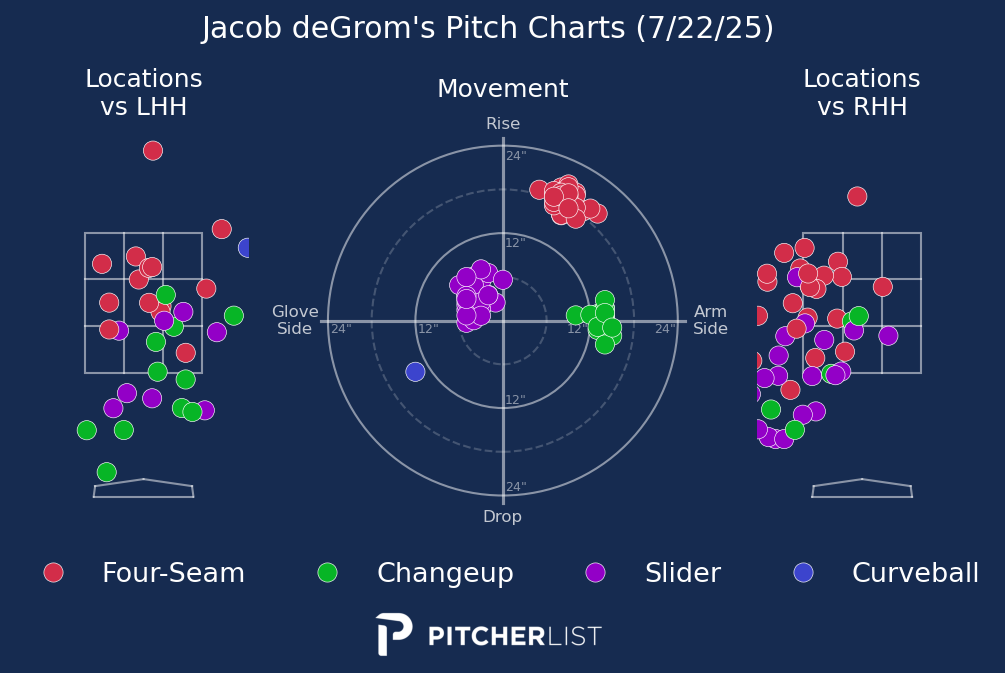 Jacob deGrom's Pitch Charts (7/22/25)
Locations
vs LHH
Movement
Locations
vs RHH
Rise
24"
12"
Glove
Side
24"
12"
12"
24"
Arm
Side
12"
24"
Drop
Four-Seam
Changeup
Slider
Curveball
PITCHERLIST